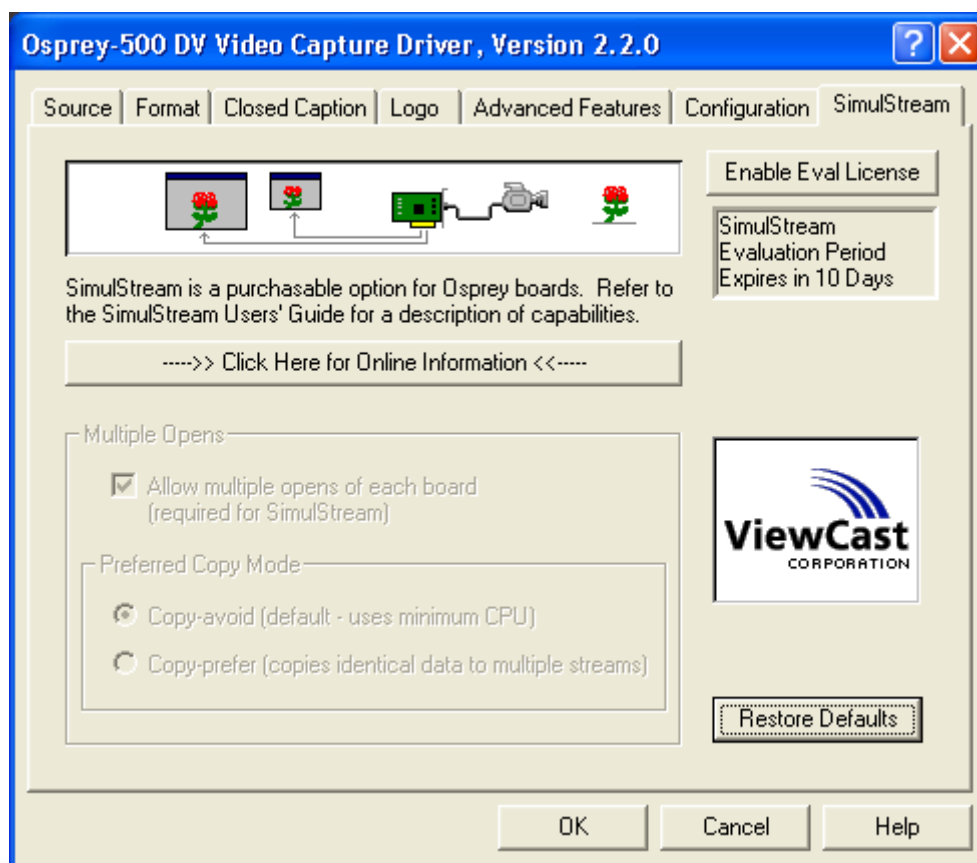 Osprey-500 DV Video Capture Driver, Version 2.2.0
Source Format Closed Caption Logo Advanced Features Configuration SimulStream
Enable Eval License
SimulStream
Evaluation Period
Expires in 10 Days
SimulStream is a purchasable option for Osprey boards. Refer to
the SimulStream Users' Guide for a description of capabilities.
----->> Click Here for Online Information <<-----
Multiple Opens
Allow multiple opens of each board
(required for SimulStream)
Preferred Copy Mode
Copy-avoid (default - uses minimum CPU)
Copy-prefer (copies identical data to multiple streams)
ViewCast
CORPORATION
Restore Defaults
OK Cancel Help